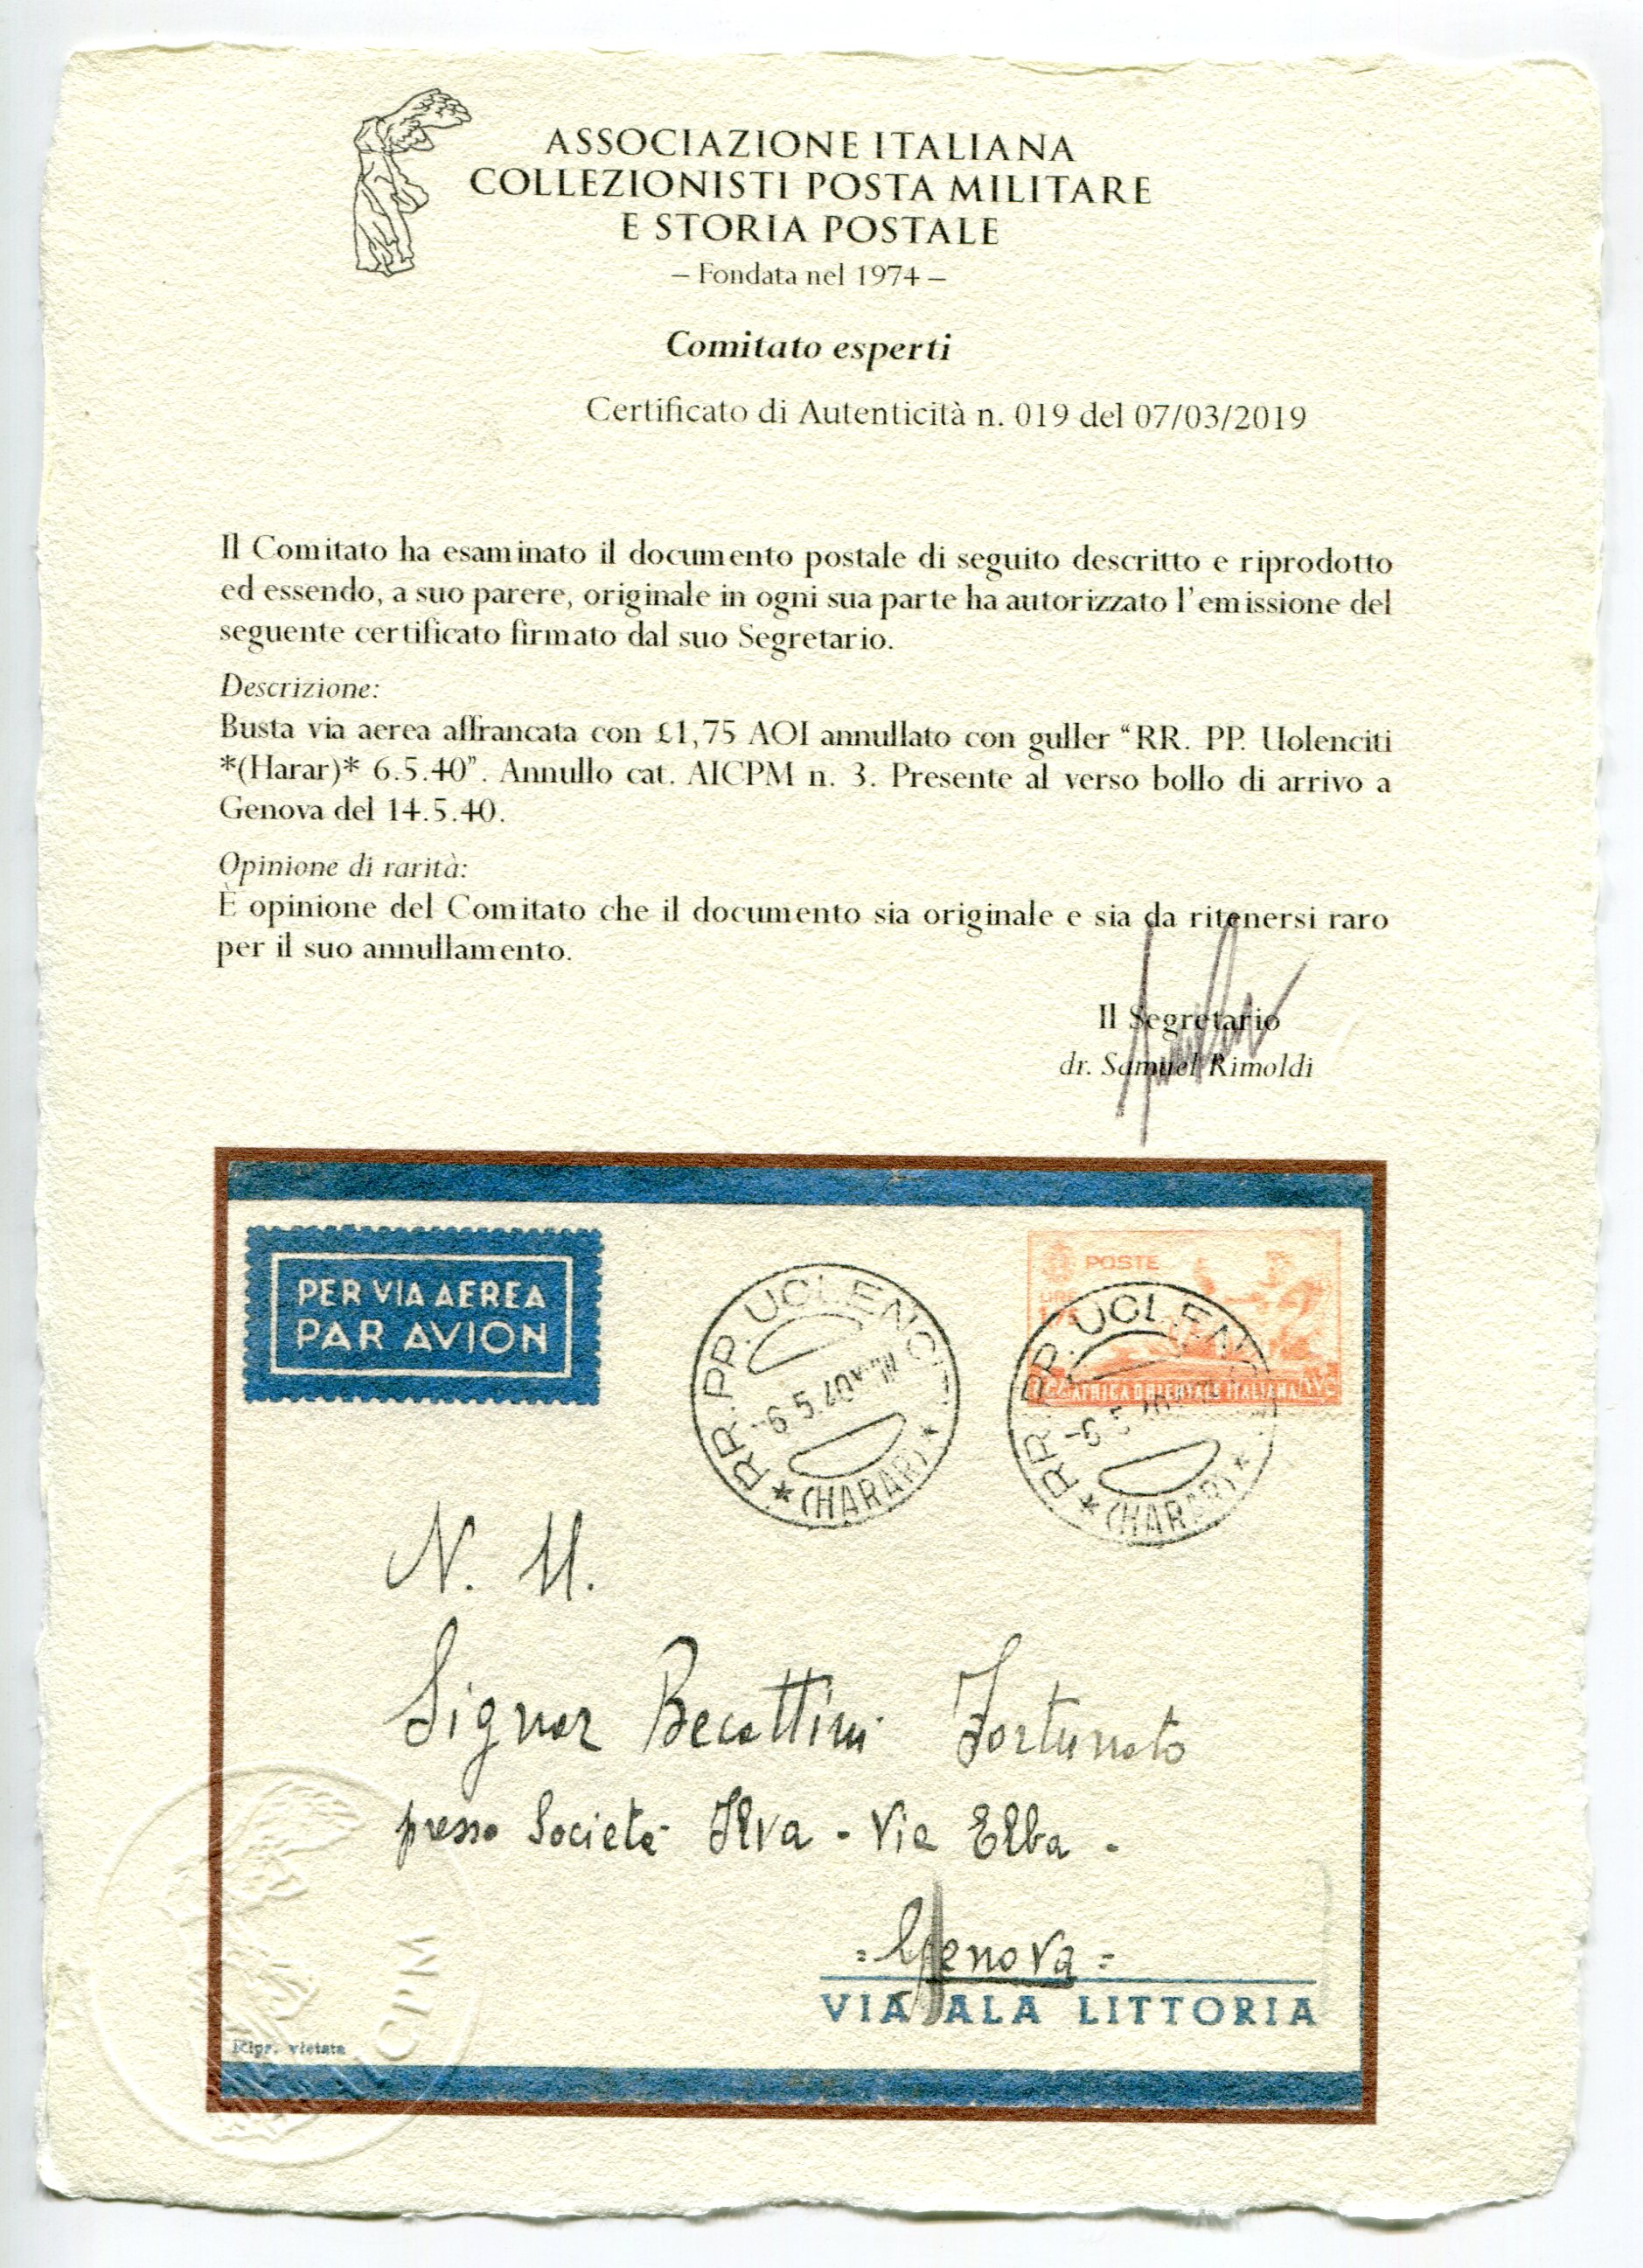 ASSOCIAZIONE ITALIANA
COLLEZIONISTI POSTA MILITARE
E STORIA POSTALE
– Fondata nel 1974 –
Comitato esperti
Certificato di Autenticità n. 019 del 07/03/2019
Il Comitato ha esaminato il documento postale di seguito descritto e riprodotto
ed essendo, a suo parere, originale in ogni sua parte ha autorizzato l'emissione del
seguente certificato firmato dal suo Segretario.
Descrizione:
Busta via aerea affrancata con £1,75 AOI annullato con guller "RR. PP. Uolenciti
*(Harar)* 6.5.40". Annullo cat. AICPM n. 3. Presente al verso bollo di arrivo a
Genova del 14.5.40.
Opinione di rarità:
È opinione del Comitato che il documento sia originale e sia da ritenersi raro
per il suo annullamento.
Il Segretario
dr. Samuel Rimoldi
PER VIA AEREA
PAR AVION
RR. PP. UOLENCITI
-6.5.40
*(HARAR)*
POSTE
LIRE
AFRICA ORIENTALE ITALIANA
RR. PP. UOLENC
*(HARAR)*
N. H.
Signor Becattini Fortunato
presso Società Ilva - Via Elba -
= Genova =
VIA ALA LITTORIA
Ripr. vietata
ICPM